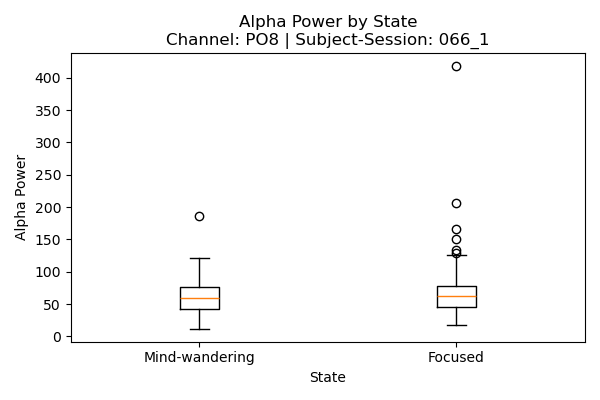 Alpha Power by State
Channel: PO8 | Subject-Session: 066_1
400
350
300
250
200
150
100
50
0
Alpha Power
Mind-wandering
Focused
State